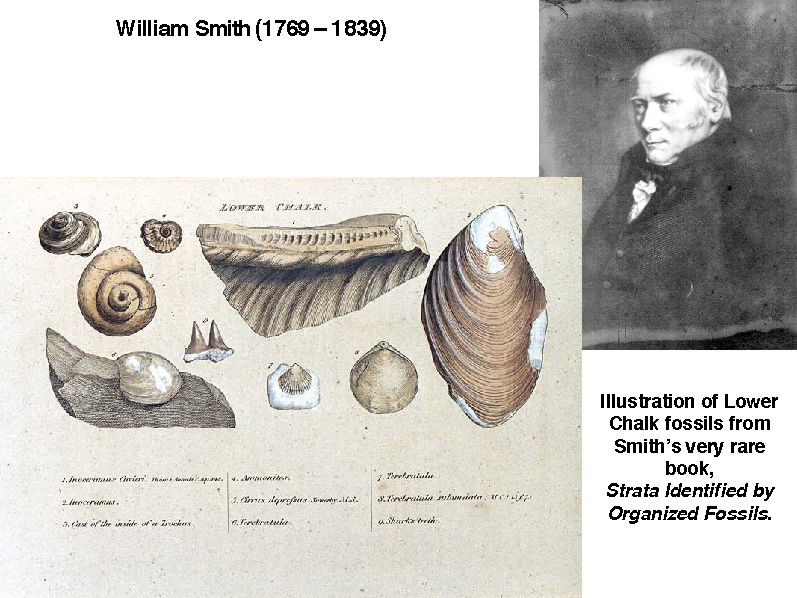 William Smith (1769 – 1839)
LOWER CHALK.
1. Inoceramus Cuvieri.
2. Inoceramus.
3. Cast of the inside of a Trochus.
4. Ammonites.
5. Cirrus depressus
6. Terebratula.
7. Terebratula.
8. Terebratula subundata.
9. Sharks teeth.
Illustration of Lower
Chalk fossils from
Smith's very rare
book,
Strata Identified by
Organized Fossils.